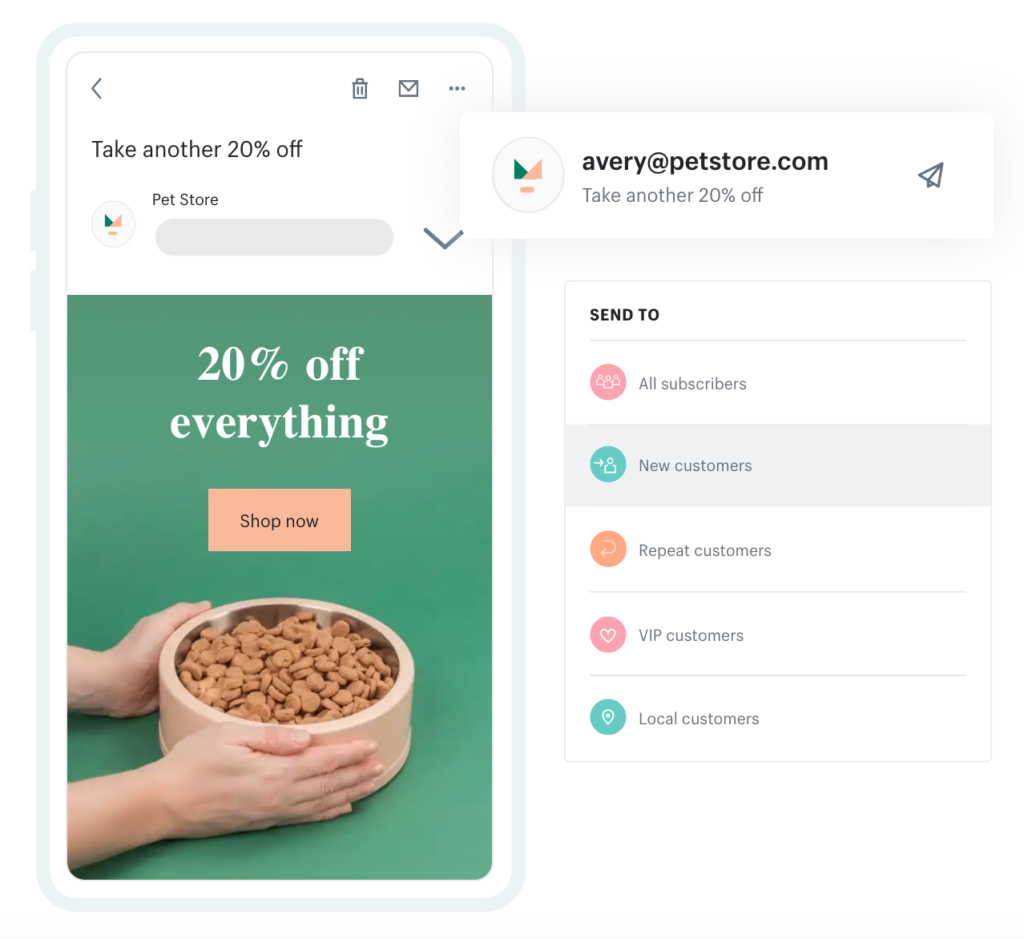 Take another 20% off
Pet Store
20% off
everything
Shop now
avery@petstore.com
Take another 20% off
SEND TO
All subscribers
New customers
Repeat customers
VIP customers
Local customers